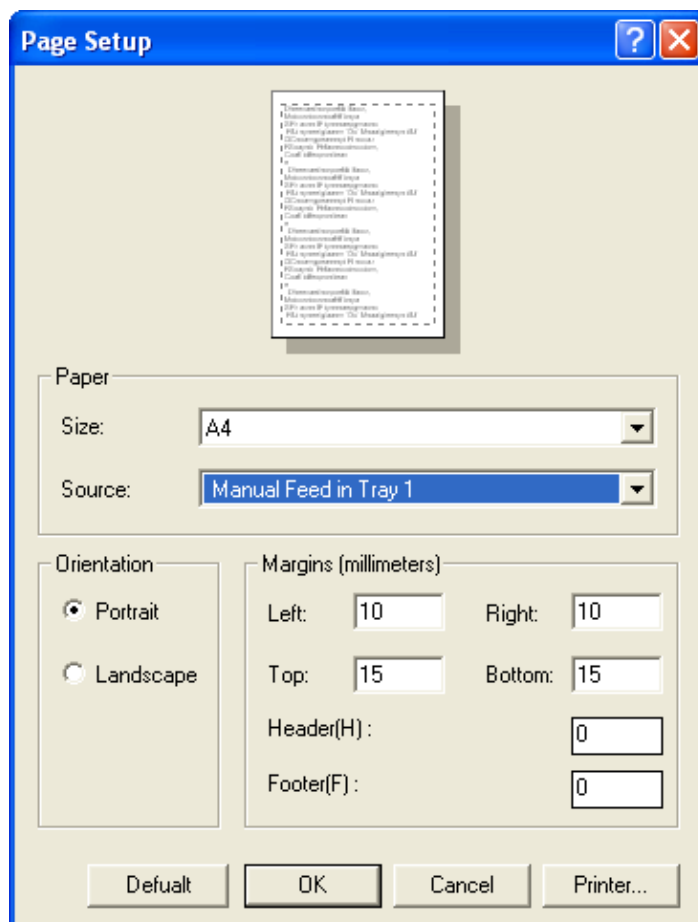 Page Setup
Paper
Size: A4
Source: Manual Feed in Tray 1
Orientation
Portrait
Landscape
Margins (millimeters)
Left: 10 Right: 10
Top: 15 Bottom: 15
Header(H) : 0
Footer(F) : 0
Defualt OK Cancel Printer...